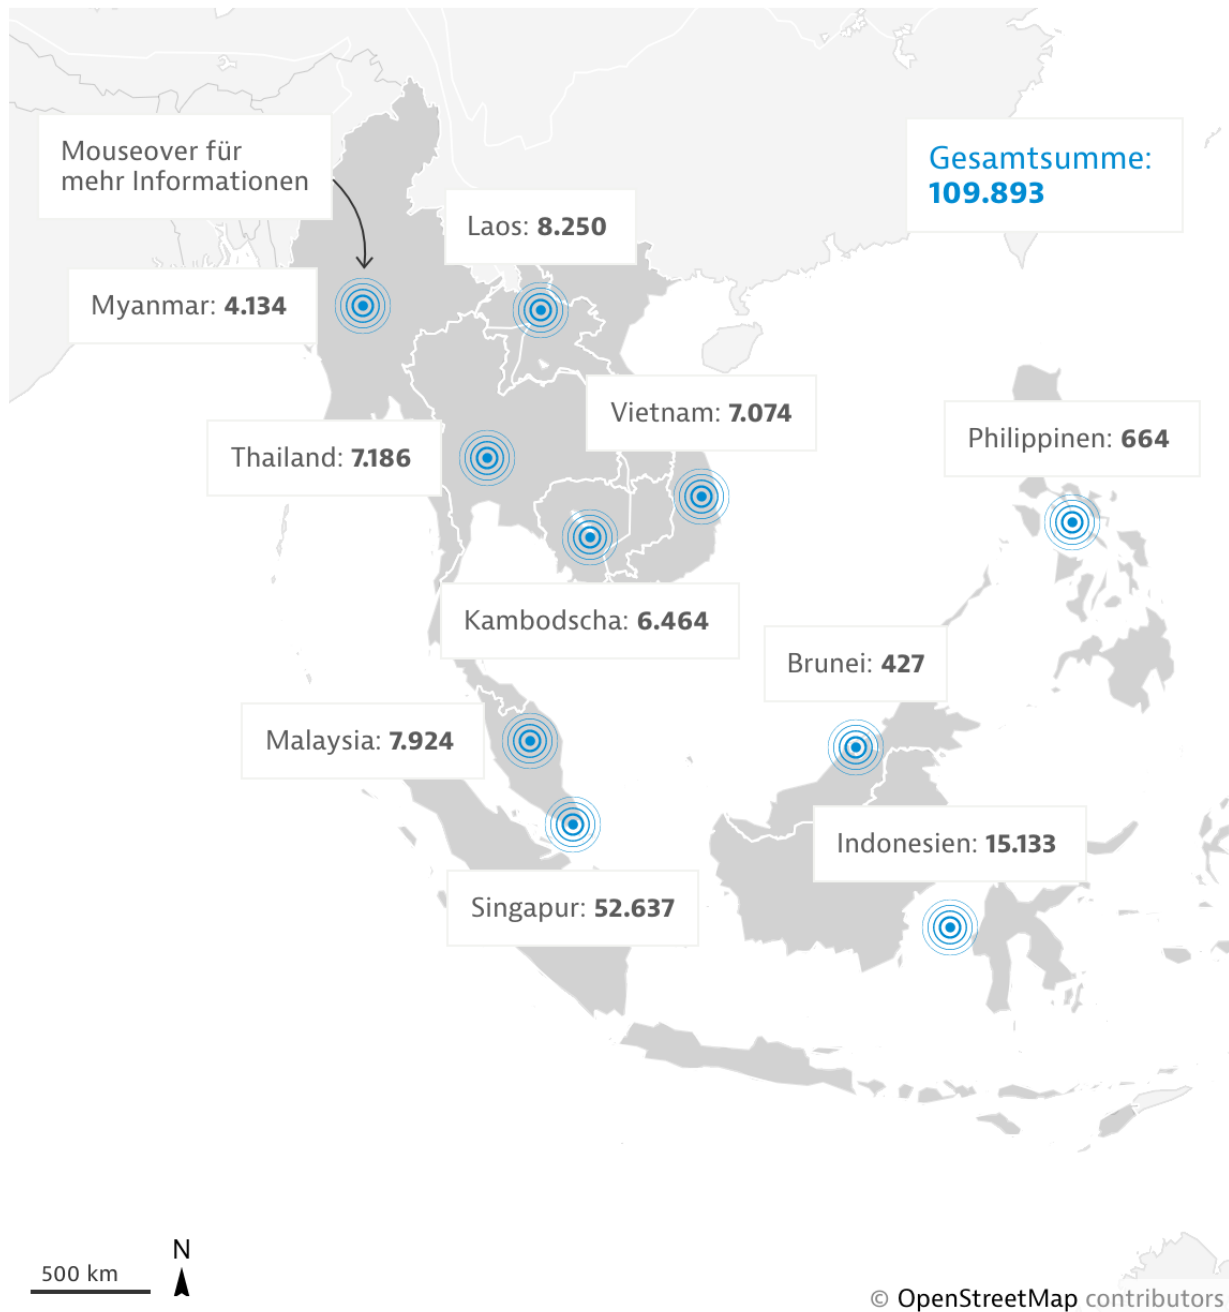 Mouseover für
mehr Informationen
Gesamtsumme:
109.893
Laos: 8.250
Myanmar: 4.134
Vietnam: 7.074
Philippinen: 664
Thailand: 7.186
Kambodscha: 6.464
Brunei: 427
Malaysia: 7.924
Indonesien: 15.133
Singapur: 52.637
N
500 km
© OpenStreetMap contributors